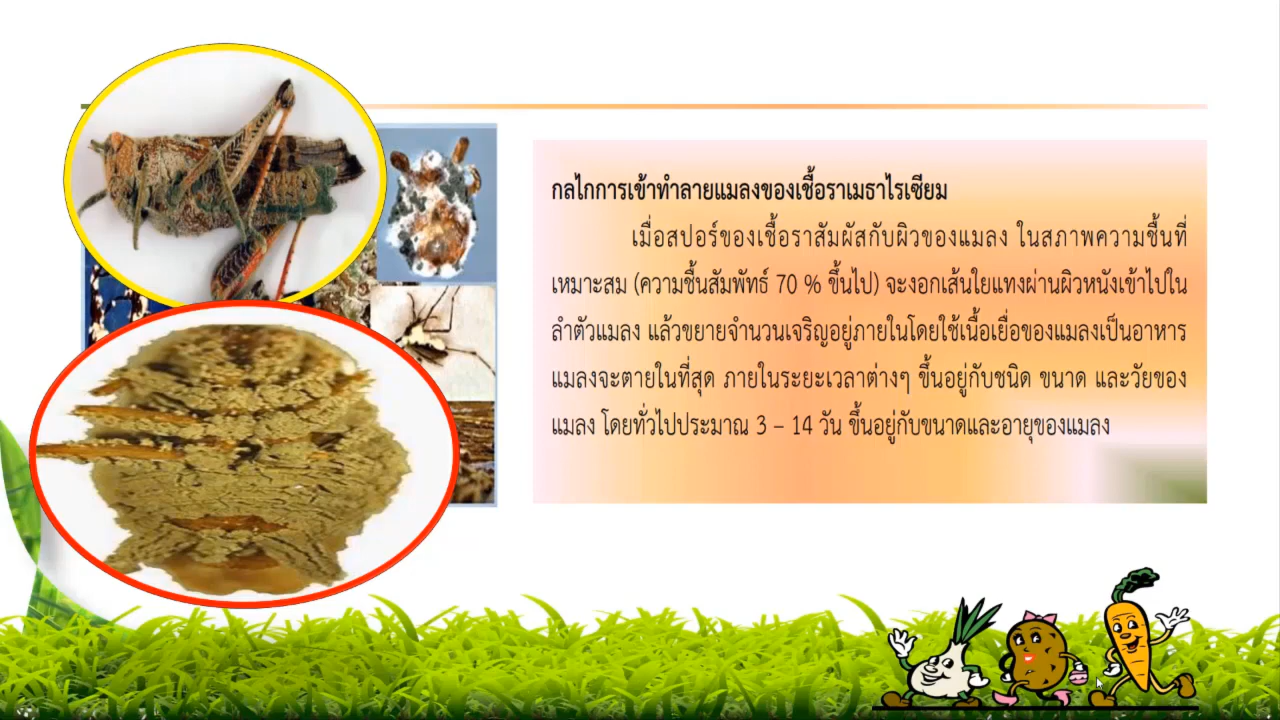 กลไกการเข้าทำลายแมลงของเชื้อราเมธาไรเซียม
เมื่อสปอร์ของเชื้อราสัมผัสกับผิวของแมลง ในสภาพความชื้นที่
เหมาะสม (ความชื้นสัมพัทธ์ 70 % ขึ้นไป) จะงอกเส้นใยแทงผ่านผิวหนังเข้าไปใน
ลำตัวแมลง แล้วขยายจำนวนเจริญอยู่ภายในโดยใช้เนื้อเยื่อของแมลงเป็นอาหาร
แมลงจะตายในที่สุด ภายในระยะเวลาต่างๆ ขึ้นอยู่กับชนิด ขนาด และวัยของ
แมลง โดยทั่วไปประมาณ 3 – 14 วัน ขึ้นอยู่กับขนาดและอายุของแมลง